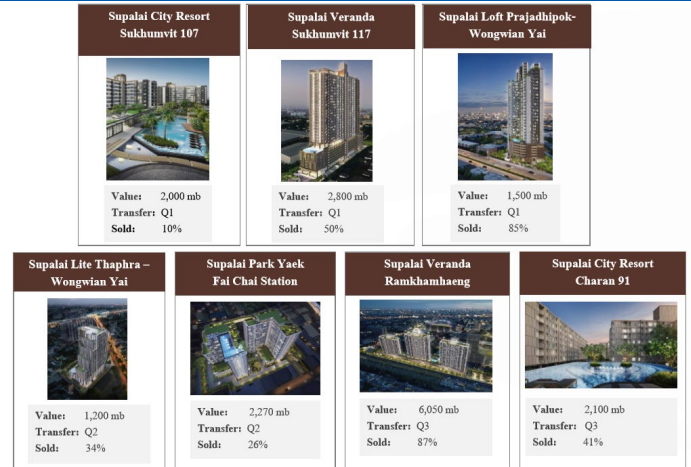 Supalai City Resort
Sukhumvit 107
Value: 2,000 mb
Transfer: Q1
Sold: 10%
Supalai Veranda
Sukhumvit 117
Value: 2,800 mb
Transfer: Q1
Sold: 50%
Supalai Loft Prajadhipok-
Wongwian Yai
Value: 1,500 mb
Transfer: Q1
Sold: 85%
Supalai Lite Thaphra –
Wongwian Yai
Value: 1,200 mb
Transfer: Q2
Sold: 34%
Supalai Park Yaek
Fai Chai Station
Value: 2,270 mb
Transfer: Q2
Sold: 26%
Supalai Veranda
Ramkhamhaeng
Value: 6,050 mb
Transfer: Q3
Sold: 87%
Supalai City Resort
Charan 91
Value: 2,100 mb
Transfer: Q3
Sold: 41%